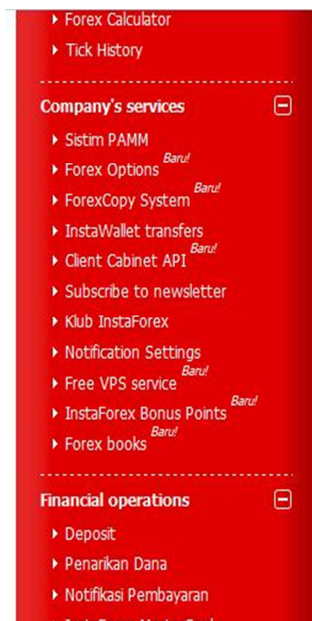 Forex Calculator
Tick History
Company's services
Sistim PAMM
Forex Options Baru!
ForexCopy System Baru!
InstaWallet transfers
Client Cabinet API Baru!
Subscribe to newsletter
Klub InstaForex
Notification Settings
Free VPS service Baru!
InstaForex Bonus Points Baru!
Forex books Baru!
Financial operations
Deposit
Penarikan Dana
Notifikasi Pembayaran